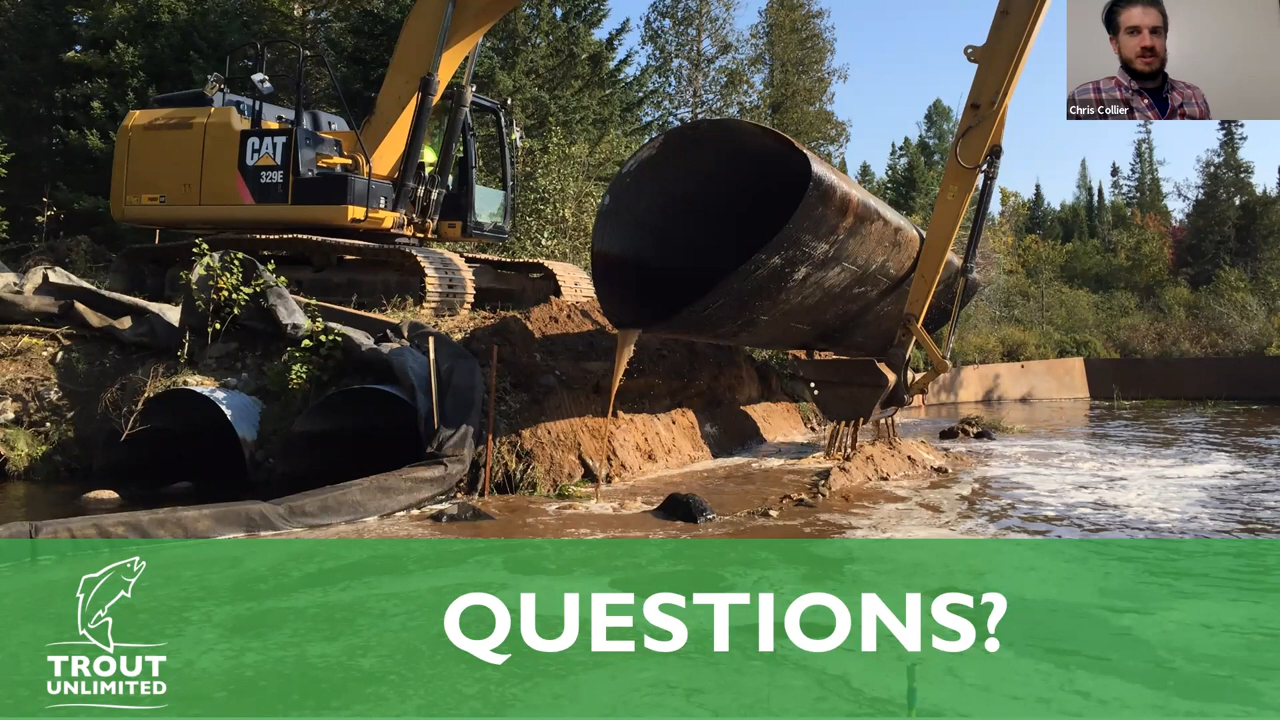 Chris Collier
CAT
329E
QUESTIONS?
TROUT
UNLIMITED